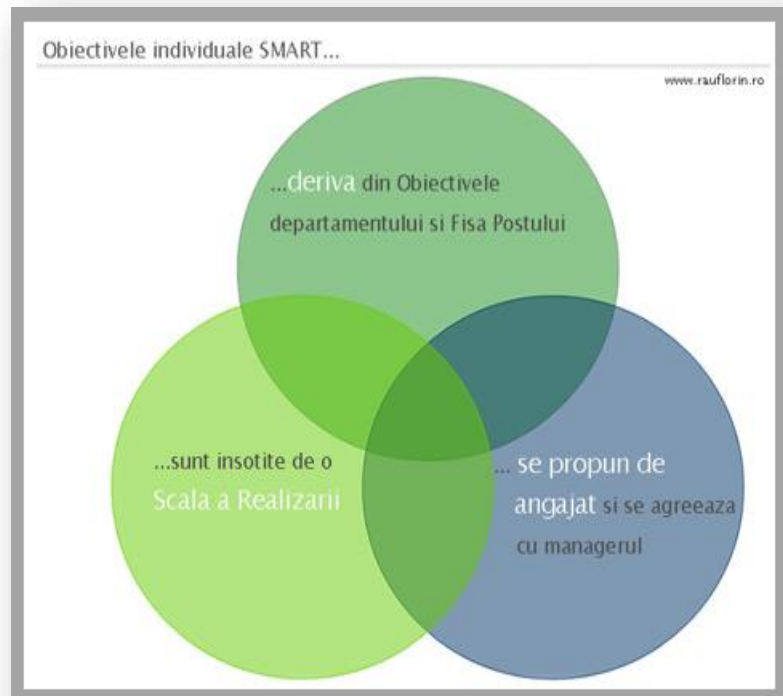 Obiectivele individuale SMART...
www.rauflorin.ro
...deriva din Obiectivele
departamentului si Fisa Postului
...sunt insotite de o
Scala a Realizarii
... se propun de
angajat si se agreeaza
cu managerul